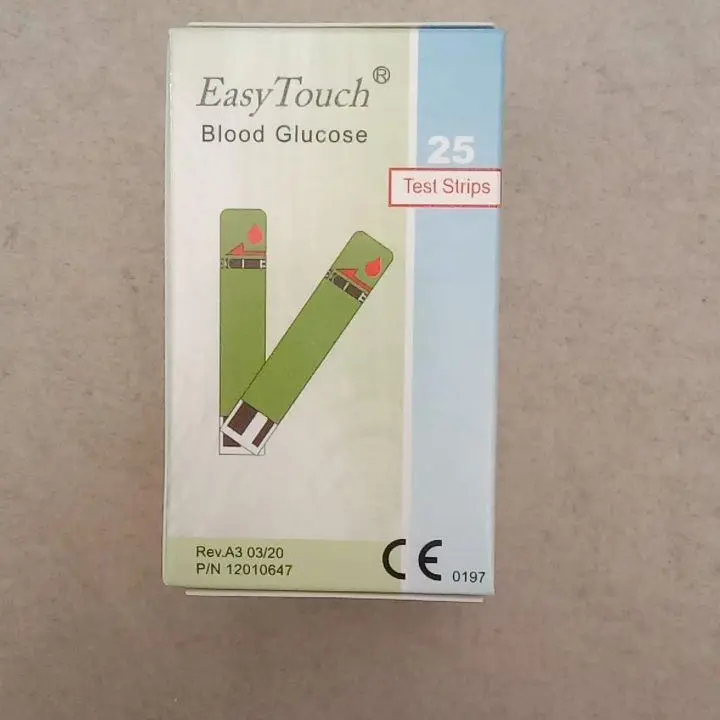 EasyTouch®
Blood Glucose
25
Test Strips
Rev.A3 03/20
P/N 12010647
CE 0197